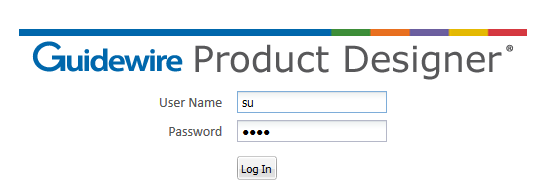 Guidewire Product Designer®
User Name su
Password ●●●●
Log In